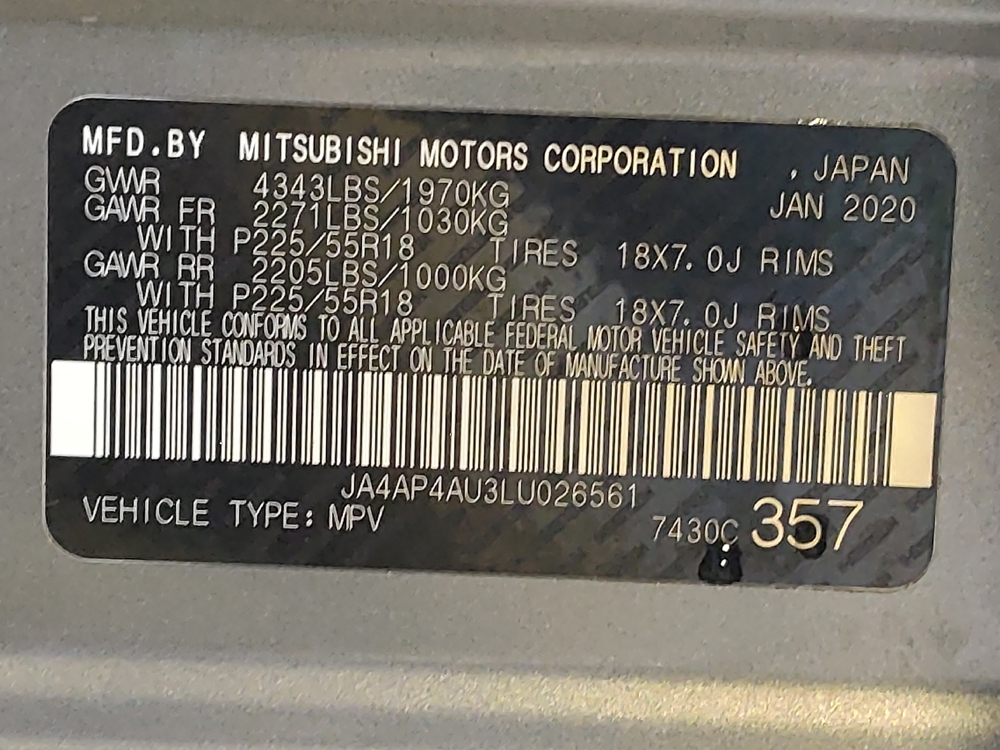 MFD.BY MITSUBISHI MOTORS CORPORATION , JAPAN
GVWR 4343LBS/1970KG JAN 2020
GAWR FR 2271LBS/1030KG
WITH P225/55R18 TIRES 18X7.0J RIMS
GAWR RR 2205LBS/1000KG
WITH P225/55R18 TIRES 18X7.0J RIMS
THIS VEHICLE CONFORMS TO ALL APPLICABLE FEDERAL MOTOR VEHICLE SAFETY AND THEFT
PREVENTION STANDARDS IN EFFECT ON THE DATE OF MANUFACTURE SHOWN ABOVE.
JA4AP4AU3LU026561
VEHICLE TYPE: MPV 7430C 357